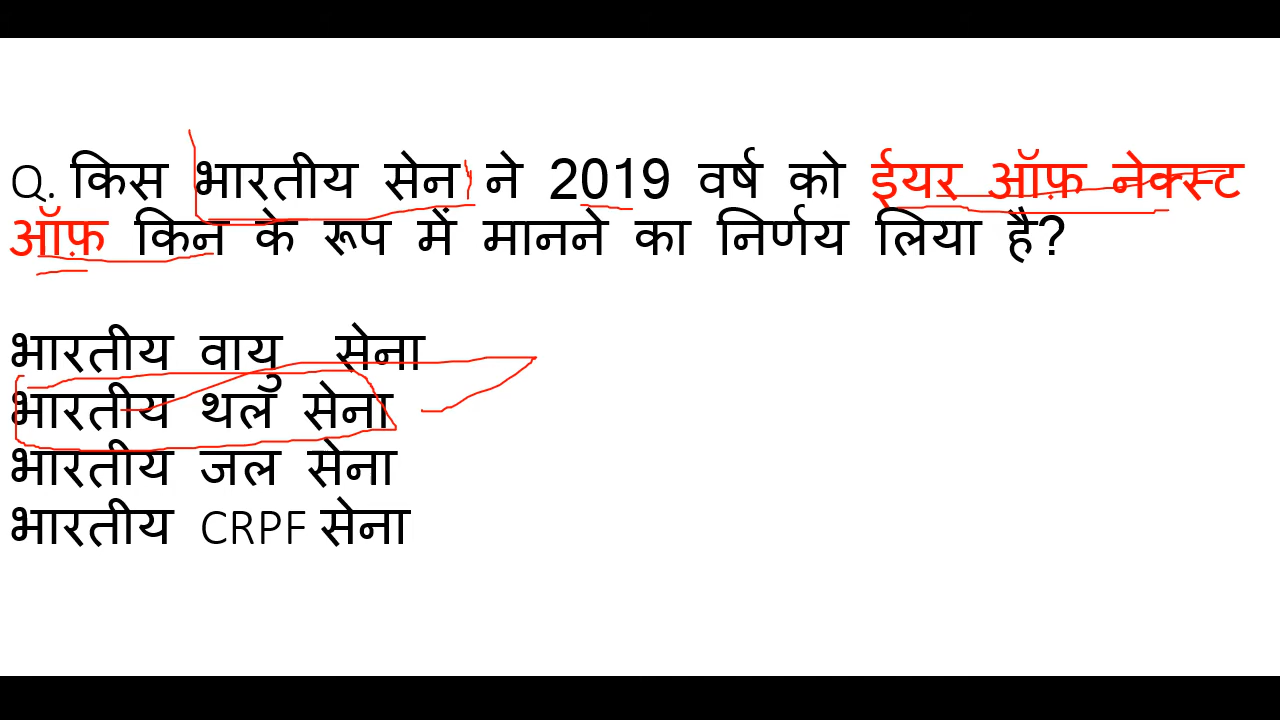 Q. किस भारतीय सेन ने 2019 वर्ष को ईयर ऑफ़ नेक्स्ट
ऑफ़ किन के रूप में मानने का निर्णय लिया है?
भारतीय वायु सेना
भारतीय थल सेना
भारतीय जल सेना
भारतीय CRPF सेना